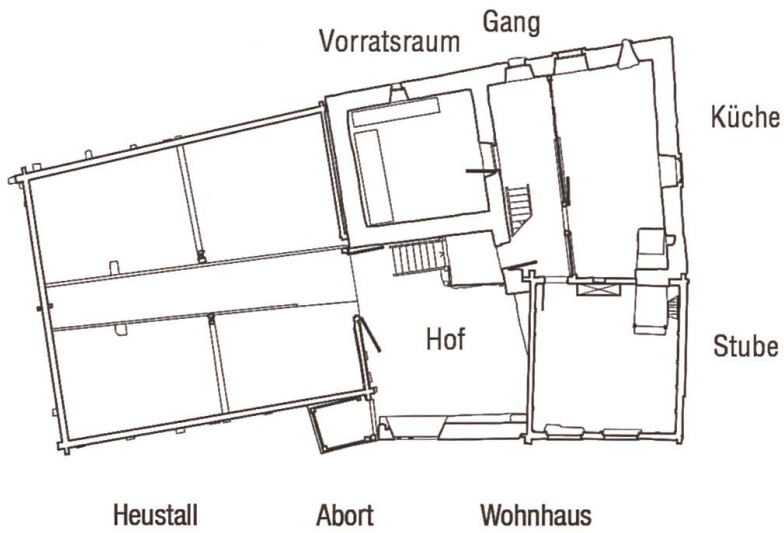 Gang
Vorratsraum
Küche
Hof
Stube
Heustall Abort Wohnhaus